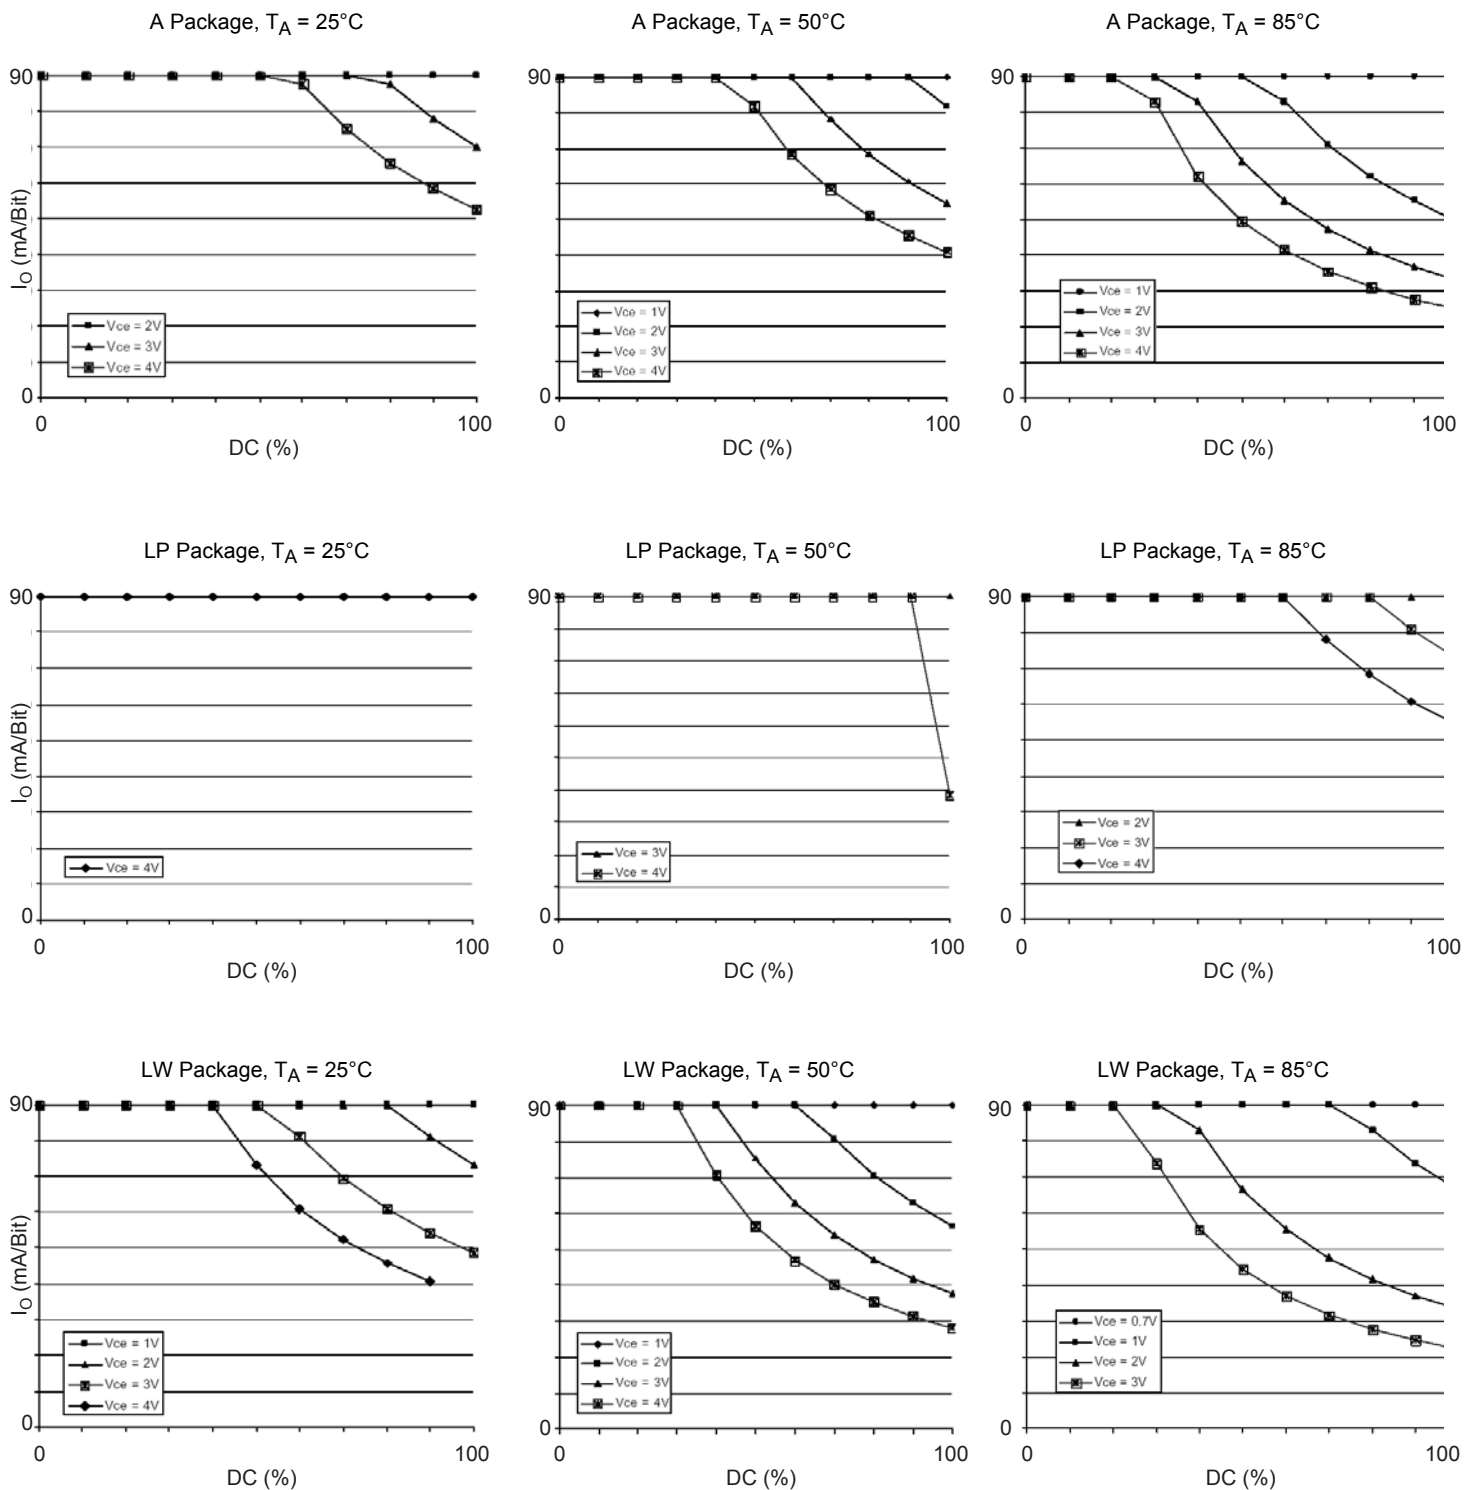 A Package, TA = 25°C
90
IO (mA/Bit)
Vce = 2V
Vce = 3V
Vce = 4V
0
0
100
DC (%)
A Package, TA = 50°C
90
Vce = 1V
Vce = 2V
Vce = 3V
Vce = 4V
0
0
100
DC (%)
A Package, TA = 85°C
90
Vce = 1V
Vce = 2V
Vce = 3V
Vce = 4V
0
0
100
DC (%)
LP Package, TA = 25°C
90
IO (mA/Bit)
Vce = 4V
0
0
100
DC (%)
LP Package, TA = 50°C
90
Vce = 3V
Vce = 4V
0
0
100
DC (%)
LP Package, TA = 85°C
90
Vce = 2V
Vce = 3V
Vce = 4V
0
0
100
DC (%)
LW Package, TA = 25°C
90
IO (mA/Bit)
Vce = 1V
Vce = 2V
Vce = 3V
Vce = 4V
0
0
100
DC (%)
LW Package, TA = 50°C
90
Vce = 1V
Vce = 2V
Vce = 3V
Vce = 4V
0
0
100
DC (%)
LW Package, TA = 85°C
90
Vce = 0.7V
Vce = 1V
Vce = 2V
Vce = 3V
0
0
100
DC (%)